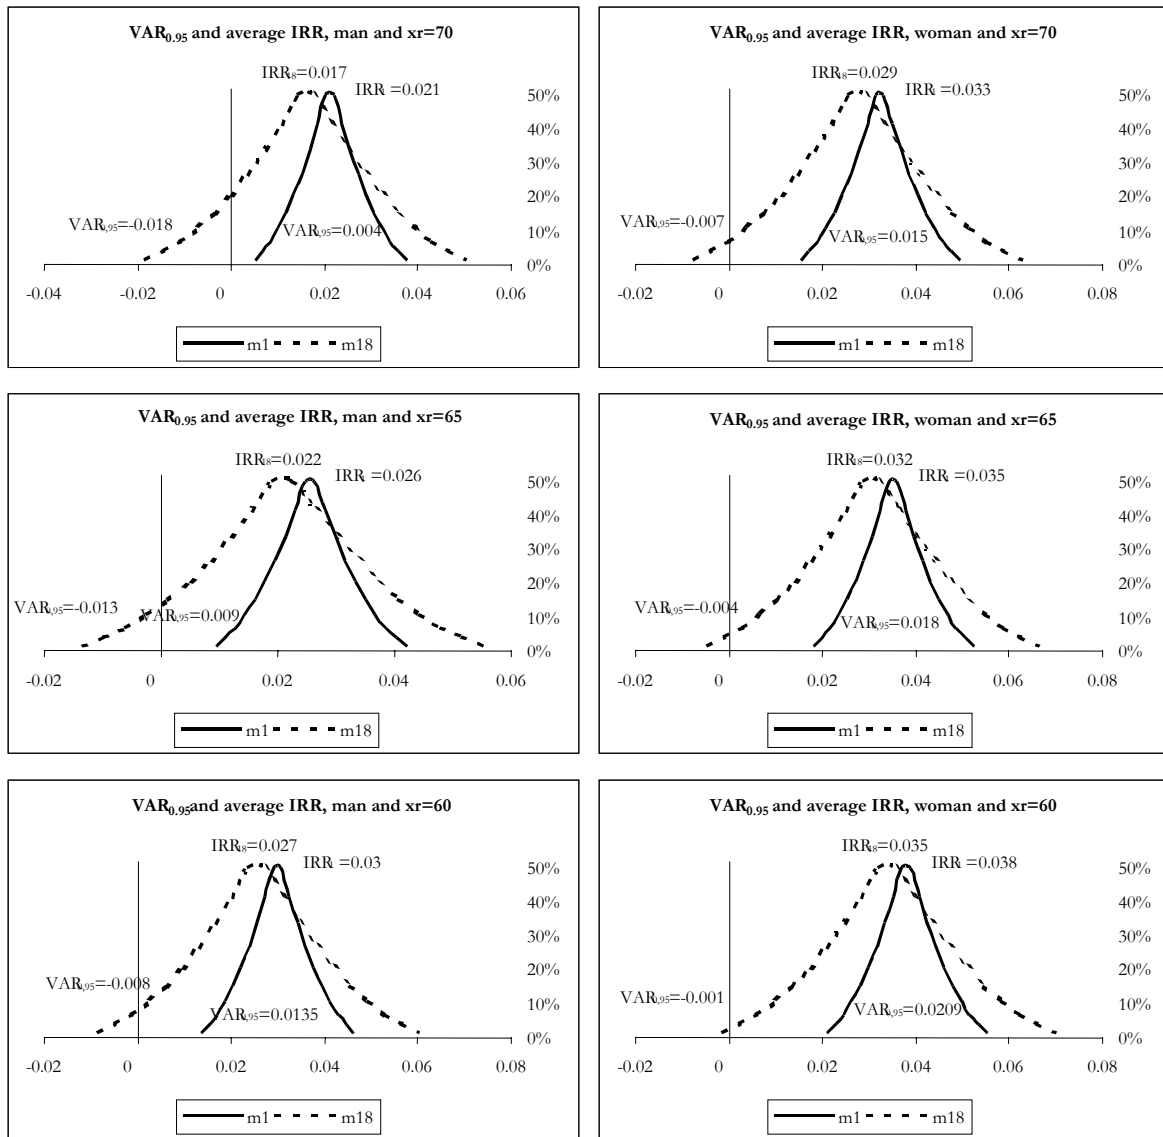 VAR0.95 and average IRR, man and xr=70
IRR18=0.017
IRR1 =0.021
50%
40%
30%
20%
VAR0,95=-0.018
VAR0,95=0.004
10%
0%
-0.04 -0.02 0 0.02 0.04 0.06
m1 m18
VAR0.95 and average IRR, woman and xr=70
IRR18=0.029
IRR1 =0.033
50%
40%
30%
20%
VAR0,95=-0.007
VAR0,95=0.015
10%
0%
-0.02 0 0.02 0.04 0.06 0.08
m1 m18
VAR0.95 and average IRR, man and xr=65
IRR18=0.022
IRR1 =0.026
50%
40%
30%
20%
VAR0,95=-0.013
VAR0,95=0.009
10%
0%
-0.02 0 0.02 0.04 0.06
m1 m18
VAR0.95 and average IRR, woman and xr=65
IRR18=0.032
IRR1 =0.035
50%
40%
30%
20%
VAR0,95=-0.004
VAR0,95=0.018
10%
0%
-0.02 0 0.02 0.04 0.06 0.08
m1 m18
VAR0.95and average IRR, man and xr=60
IRR18=0.027
IRR1 =0.03
50%
40%
30%
20%
VAR0,95=-0.008
10%
VAR0,95=0.0135
0%
-0.02 0 0.02 0.04 0.06 0.08
m1 m18
VAR0.95 and average IRR, woman and xr=60
IRR18=0.035
IRR1 =0.038
50%
40%
30%
20%
VAR0,95=-0.001
10%
VAR0,95=0.0209
0%
-0.02 0 0.02 0.04 0.06 0.08
m1 m18